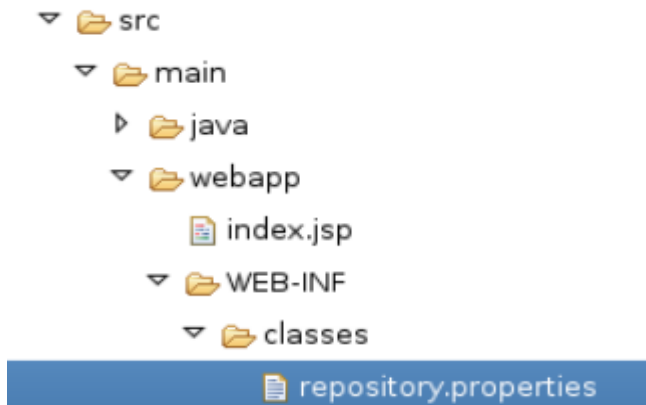 src
main
java
webapp
index.jsp
WEB-INF
classes
repository.properties